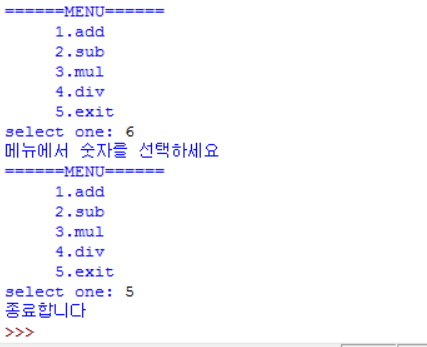 ======MENU======
1.add
2.sub
3.mul
4.div
5.exit
select one: 6
메뉴에서 숫자를 선택하세요
======MENU======
1.add
2.sub
3.mul
4.div
5.exit
select one: 5
종료합니다
>>>